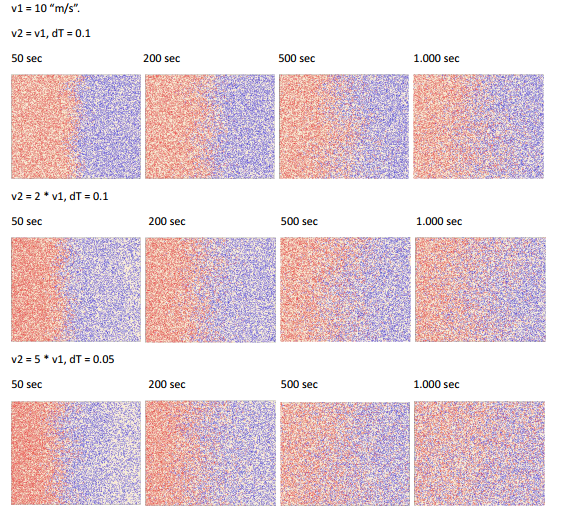 v1 = 10 “m/s”.
v2 = v1, dT = 0.1
50 sec 200 sec 500 sec 1.000 sec
v2 = 2 * v1, dT = 0.1
50 sec 200 sec 500 sec 1.000 sec
v2 = 5 * v1, dT = 0.05
50 sec 200 sec 500 sec 1.000 sec